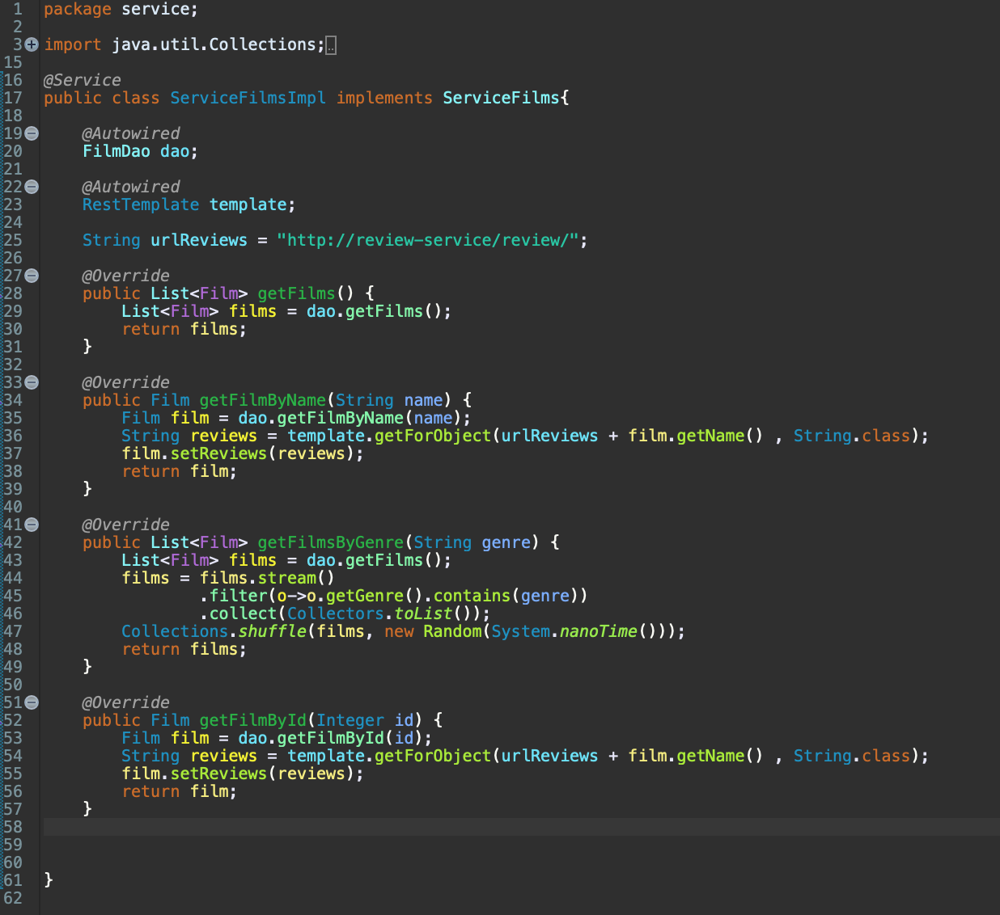 1 package service;
2
3 import java.util.Collections;
15
16 @Service
17 public class ServiceFilmsImpl implements ServiceFilms{
18
19     @Autowired
20     FilmDao dao;
21
22     @Autowired
23     RestTemplate template;
24
25     String urlReviews = "http://review-service/review/";
26
27     @Override
28     public List<Film> getFilms() {
29         List<Film> films = dao.getFilms();
30         return films;
31     }
32
33     @Override
34     public Film getFilmByName(String name) {
35         Film film = dao.getFilmByName(name);
36         String reviews = template.getForObject(urlReviews + film.getName() , String.class);
37         film.setReviews(reviews);
38         return film;
39     }
40
41     @Override
42     public List<Film> getFilmsByGenre(String genre) {
43         List<Film> films = dao.getFilms();
44         films = films.stream()
45                 .filter(o->o.getGenre().contains(genre))
46                 .collect(Collectors.toList());
47         Collections.shuffle(films, new Random(System.nanoTime()));
48         return films;
49     }
50
51     @Override
52     public Film getFilmById(Integer id) {
53         Film film = dao.getFilmById(id);
54         String reviews = template.getForObject(urlReviews + film.getName() , String.class);
55         film.setReviews(reviews);
56         return film;
57     }
58
59
60
61 }
62